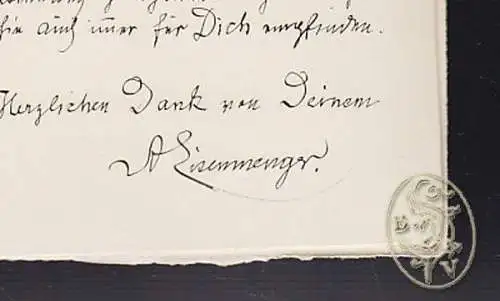 sie auch immer für Dich empfinden.
Herzlichen Dank von Deinem
A Eisenmenger.